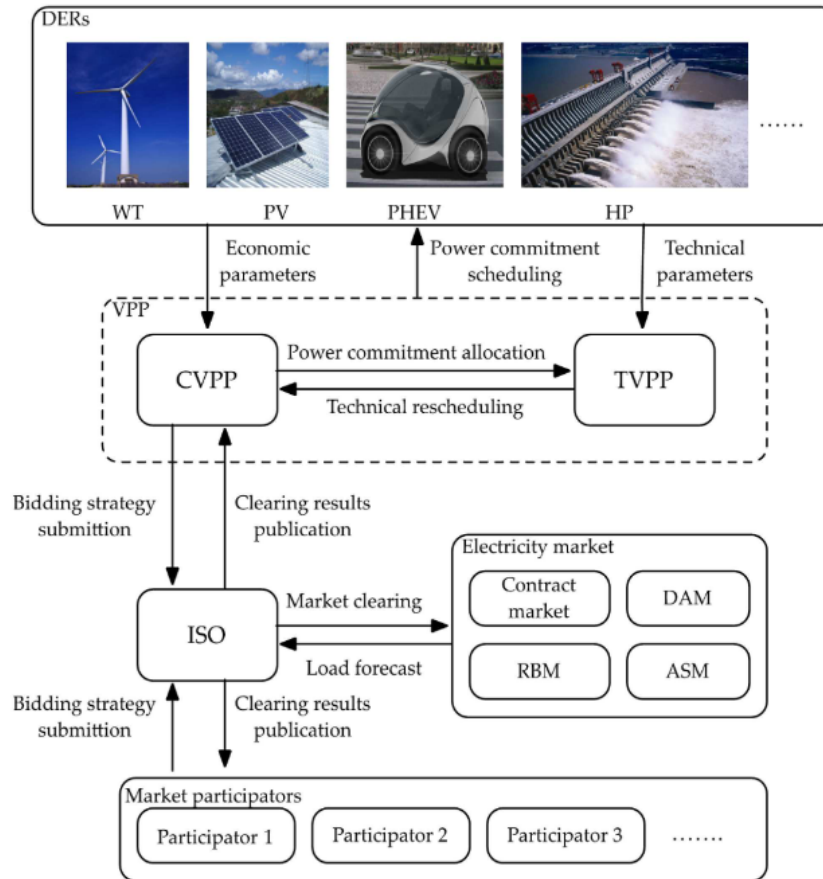 DERs
......
WT
PV
PHEV
HP
Economic
parameters
Power commitment
scheduling
Technical
parameters
VPP
CVPP
Power commitment allocation
Technical rescheduling
TVPP
Bidding strategy
submittion
Clearing results
publication
Electricity market
Contract
market
DAM
RBM
ASM
ISO
Market clearing
Load forecast
Bidding strategy
submittion
Clearing results
publication
Market participators
Participator 1
Participator 2
Participator 3
.......